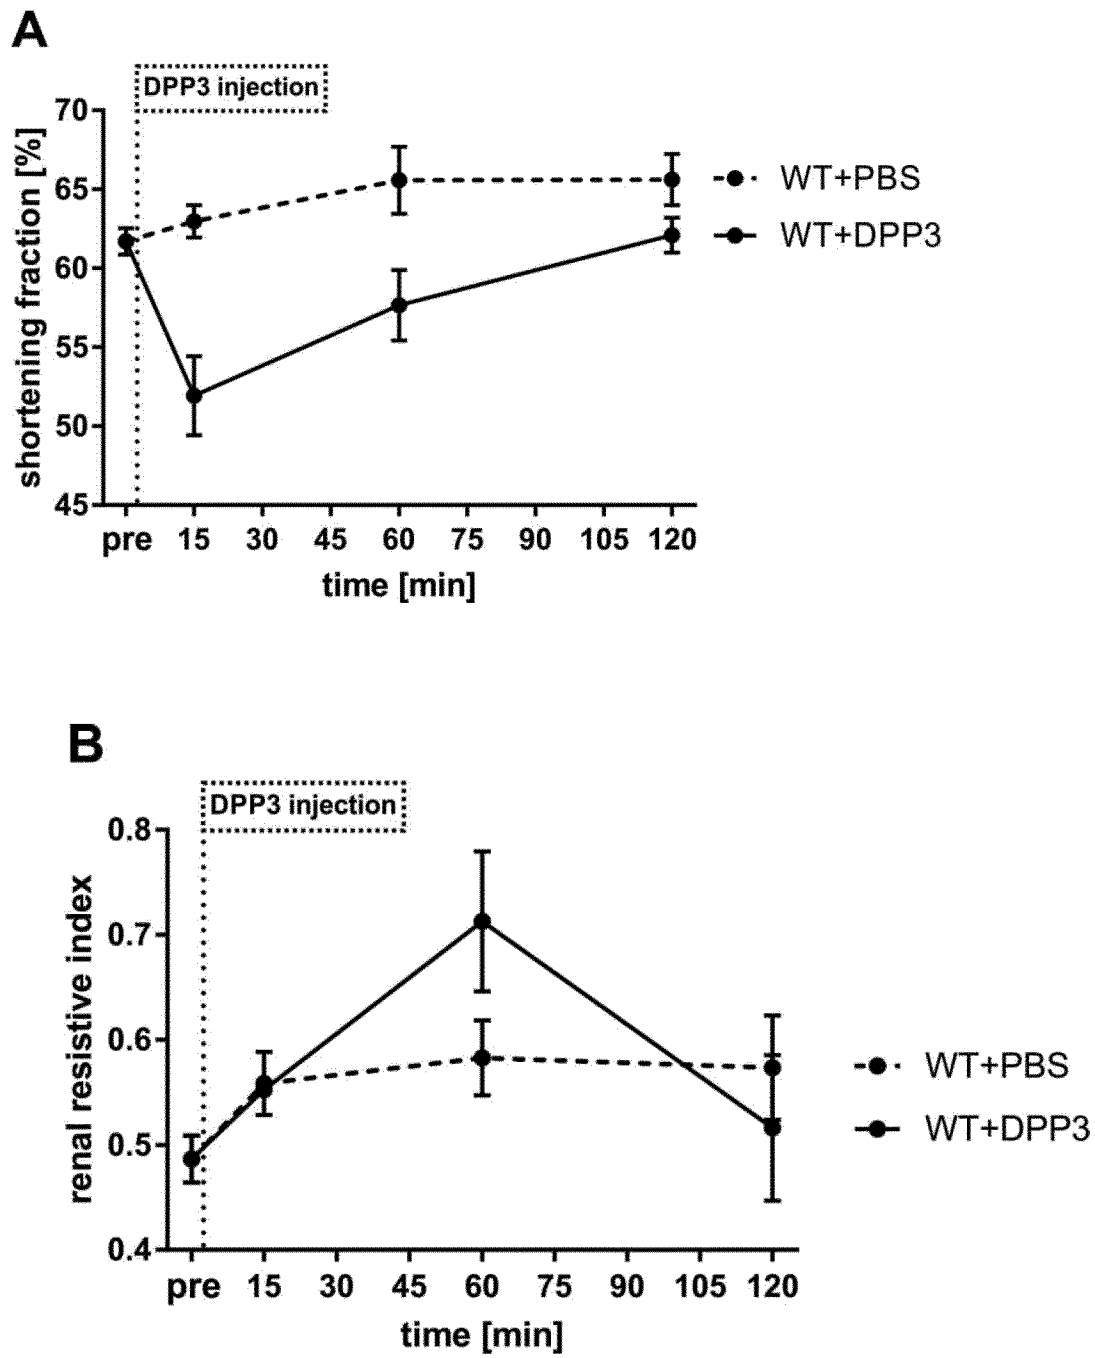 A
DPP3 injection
shortening fraction [%]
70
65
60
55
50
45
pre 15 30 45 60 75 90 105 120
time [min]
WT+PBS
WT+DPP3
B
DPP3 injection
renal resistive index
0.8
0.7
0.6
0.5
0.4
pre 15 30 45 60 75 90 105 120
time [min]
WT+PBS
WT+DPP3